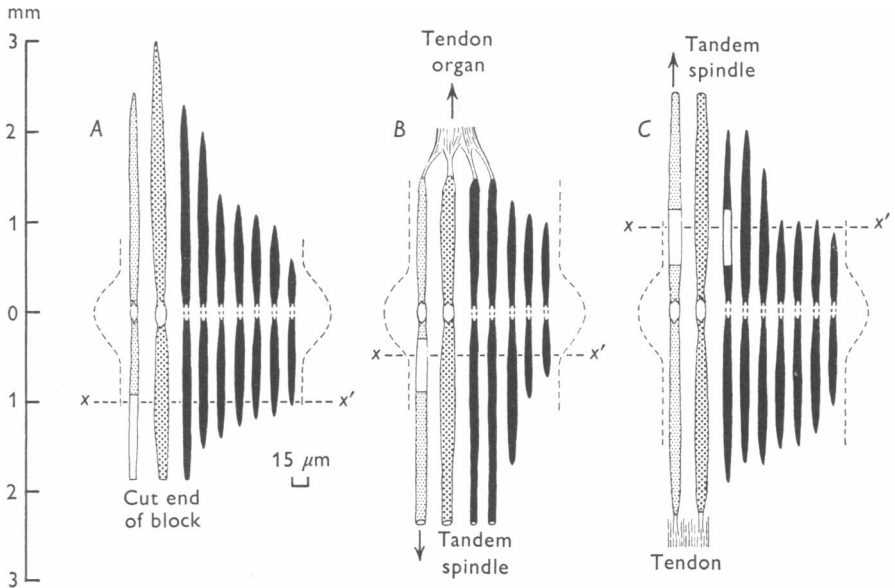 mm
3
2
1
0
1
2
3
A
x
x′
15 μm
Cut end
of block
Tendon
organ
B
x
x′
Tandem
spindle
Tandem
spindle
C
x
x′
Tendon